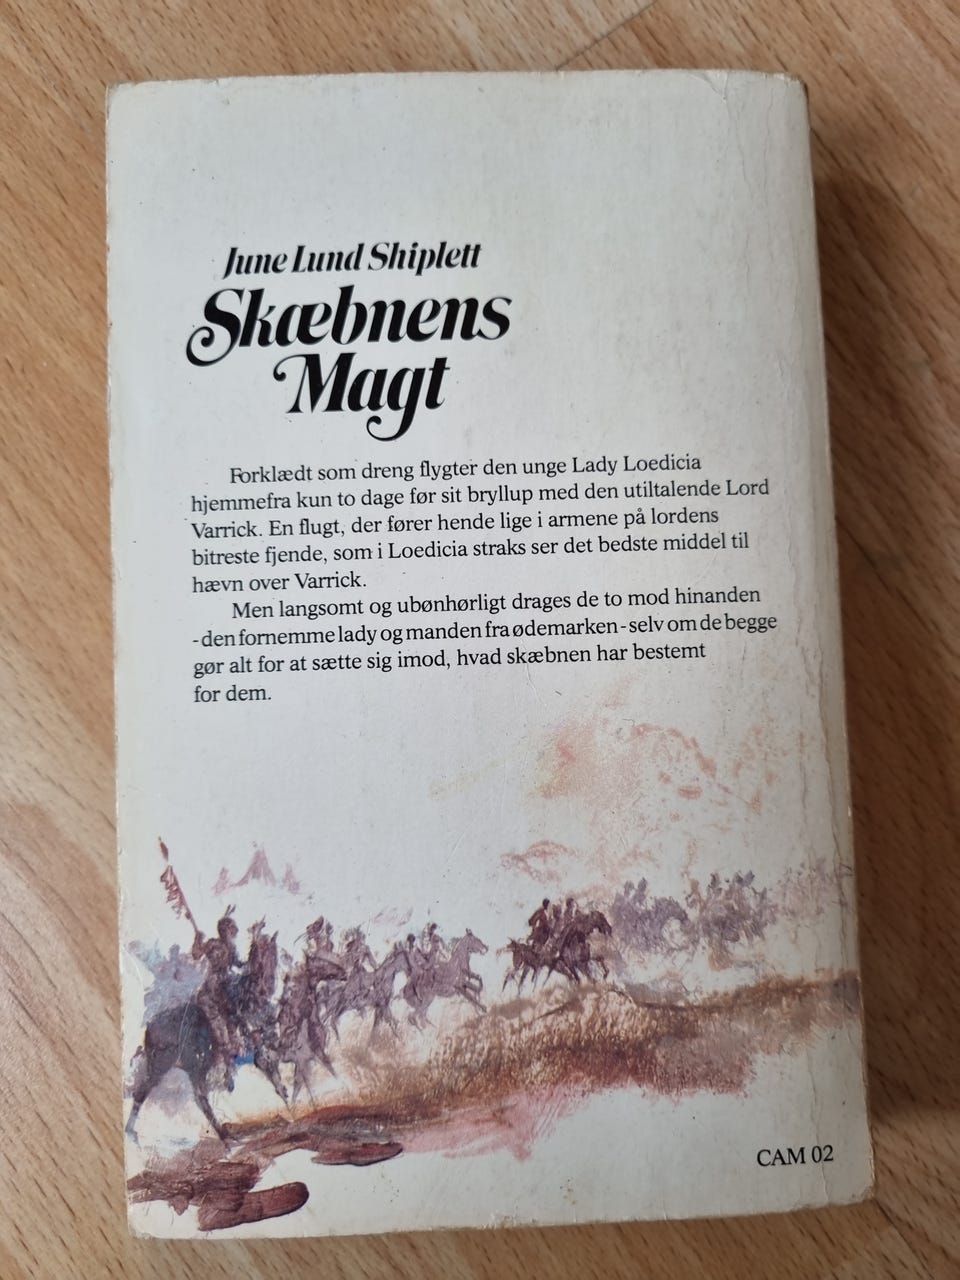 June Lund Shiplett
Skæbnens
Magt
Forklædt som dreng flygter den unge Lady Loedicia
hjemmefra kun to dage før sit bryllup med den utiltalende Lord
Varrick. En flugt, der fører hende lige i armene på lordens
bitreste fjende, som i Loedicia straks ser det bedste middel til
hævn over Varrick.
Men langsomt og ubønhørligt drages de to mod hinanden
- den fornemme lady og manden fra ødemarken - selv om de begge
gør alt for at sætte sig imod, hvad skæbnen har bestemt
for dem.
CAM 02